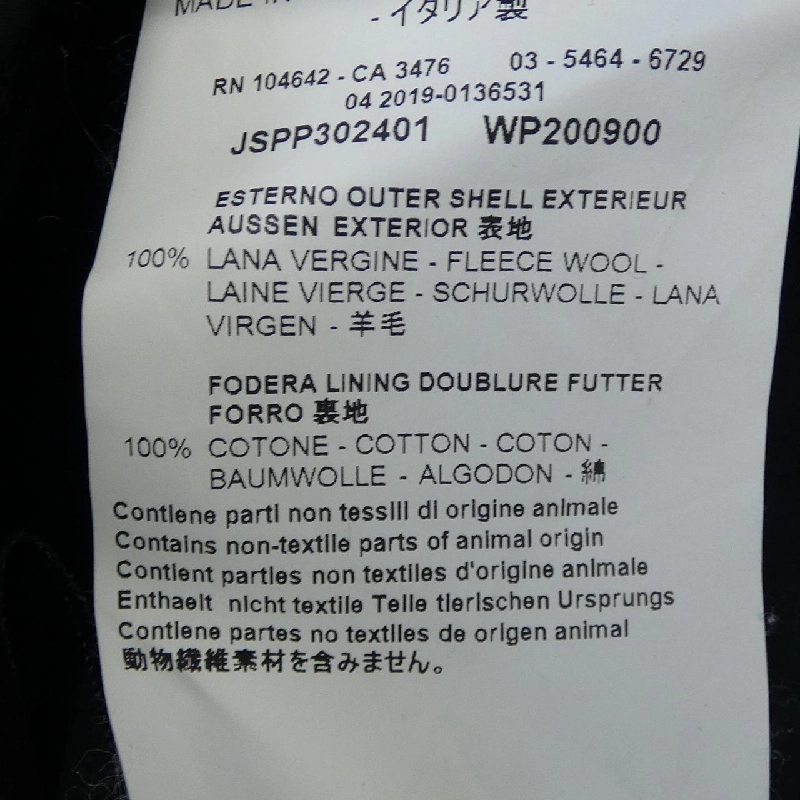 MADE IN
- イタリア製
RN 104642 - CA 3476 03 - 5464 - 6729
04 2019-0136531
JSPP302401 WP200900
ESTERNO OUTER SHELL EXTERIEUR
AUSSEN EXTERIOR 表地
100% LANA VERGINE - FLEECE WOOL -
LAINE VIERGE - SCHURWOLLE - LANA
VIRGEN - 羊毛
FODERA LINING DOUBLURE FUTTER
FORRO 裏地
100% COTONE - COTTON - COTON -
BAUMWOLLE - ALGODON - 綿
Contiene parti non tessili di origine animale
Contains non-textile parts of animal origin
Contient parties non textiles d'origine animale
Enthaelt nicht textile Teile tierischen Ursprungs
Contiene partes no textiles de origen animal
動物繊維素材を含みません。